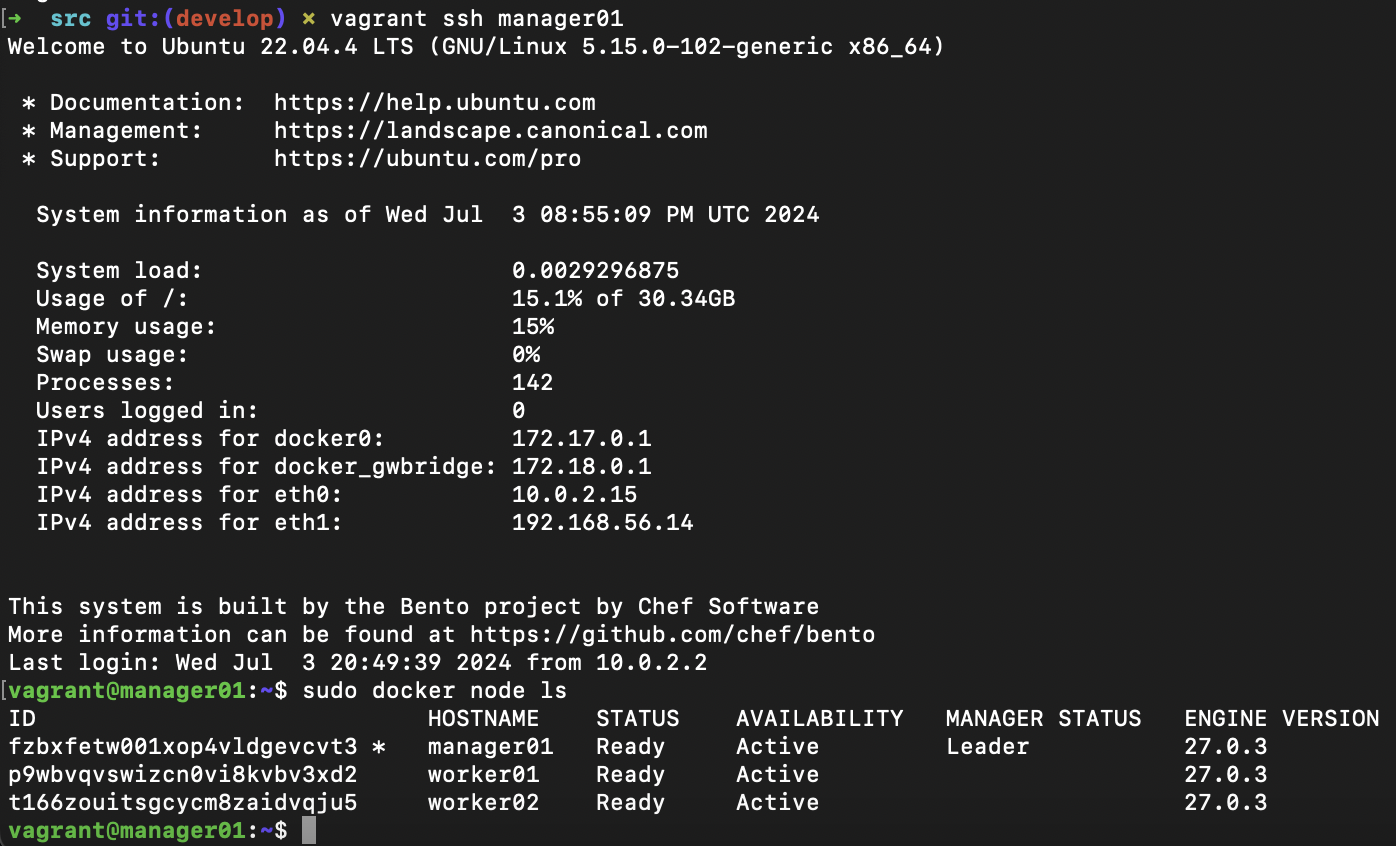 [➜  src git:(develop) ✗ vagrant ssh manager01
Welcome to Ubuntu 22.04.4 LTS (GNU/Linux 5.15.0-102-generic x86_64)
* Documentation:  https://help.ubuntu.com
* Management:     https://landscape.canonical.com
* Support:        https://ubuntu.com/pro
System information as of Wed Jul  3 08:55:09 PM UTC 2024
System load:                      0.0029296875
Usage of /:                       15.1% of 30.34GB
Memory usage:                     15%
Swap usage:                       0%
Processes:                        142
Users logged in:                  0
IPv4 address for docker0:         172.17.0.1
IPv4 address for docker_gwbridge: 172.18.0.1
IPv4 address for eth0:            10.0.2.15
IPv4 address for eth1:            192.168.56.14
This system is built by the Bento project by Chef Software
More information can be found at https://github.com/chef/bento
Last login: Wed Jul  3 20:49:39 2024 from 10.0.2.2
[vagrant@manager01:~$ sudo docker node ls
ID                            HOSTNAME    STATUS    AVAILABILITY   MANAGER STATUS   ENGINE VERSION
fzbxfetw001xop4vldgevcvt3 *   manager01   Ready     Active         Leader           27.0.3
p9wbvqvswizcn0vi8kvbv3xd2     worker01    Ready     Active                          27.0.3
t166zouitsgcycm8zaidvqju5     worker02    Ready     Active                          27.0.3
vagrant@manager01:~$